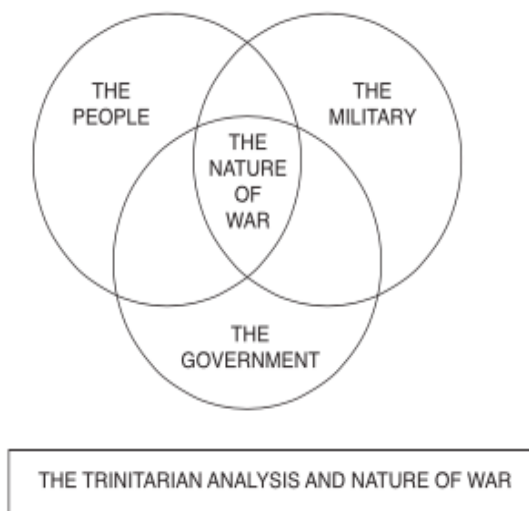 THE
PEOPLE
THE
MILITARY
THE
NATURE
OF
WAR
THE
GOVERNMENT
THE TRINITARIAN ANALYSIS AND NATURE OF WAR